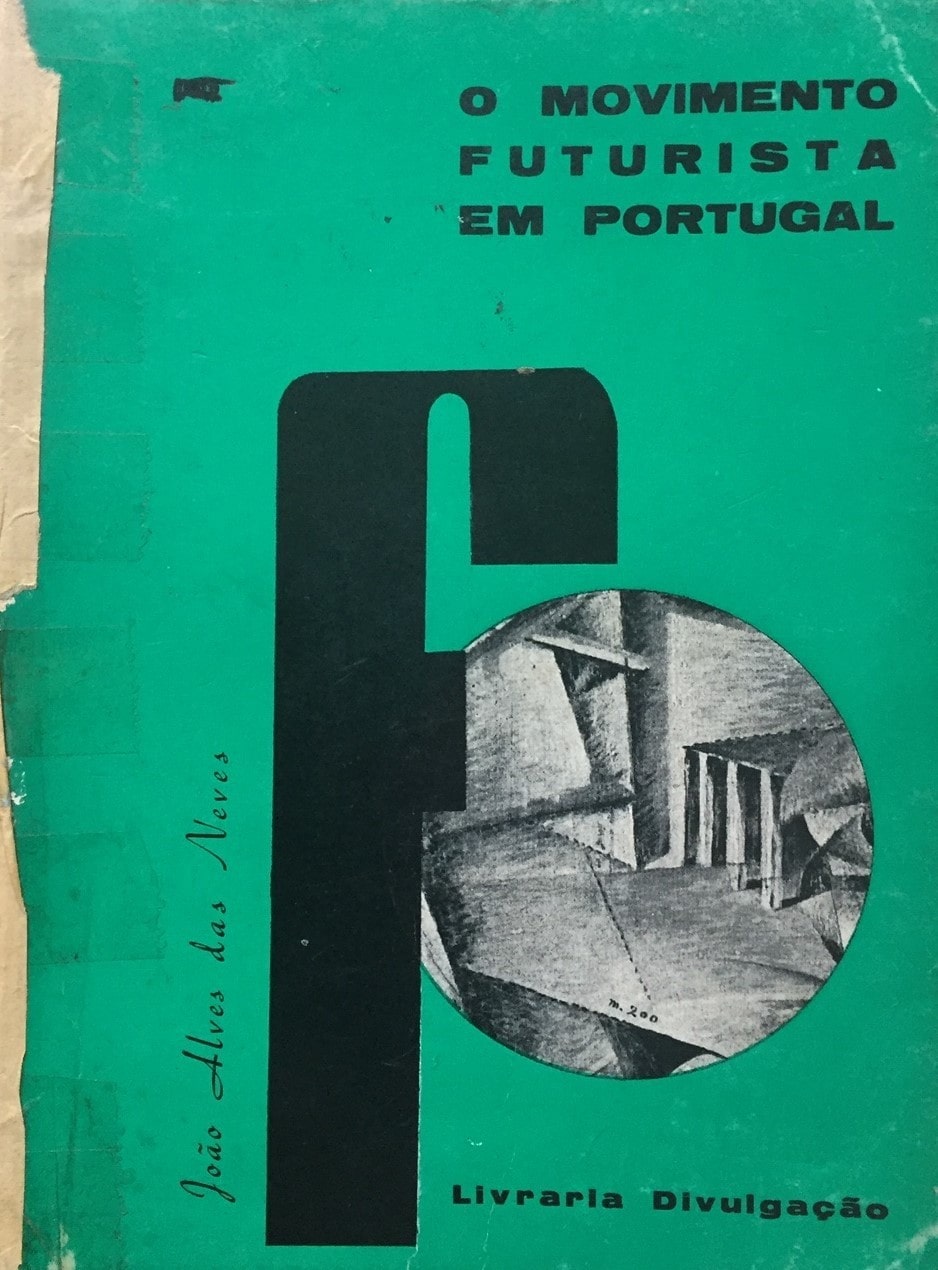 O MOVIMENTO
FUTURISTA
EM PORTUGAL
f
João Alves das Neves
m. 200
Livraria Divulgação